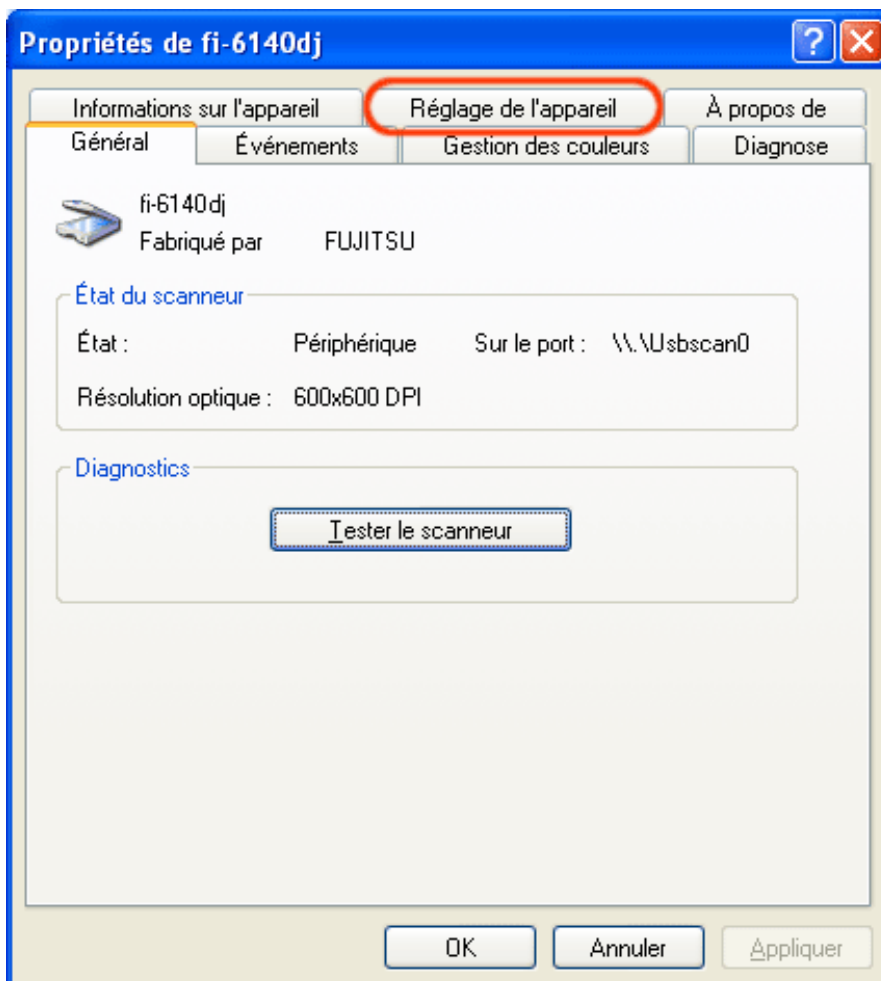 Propriétés de fi-6140dj
Informations sur l'appareil Réglage de l'appareil À propos de
Général Événements Gestion des couleurs Diagnose
fi-6140dj
Fabriqué par FUJITSU
État du scanneur
État : Périphérique Sur le port : \\.\Usbscan0
Résolution optique : 600x600 DPI
Diagnostics
Tester le scanneur
OK Annuler Appliquer